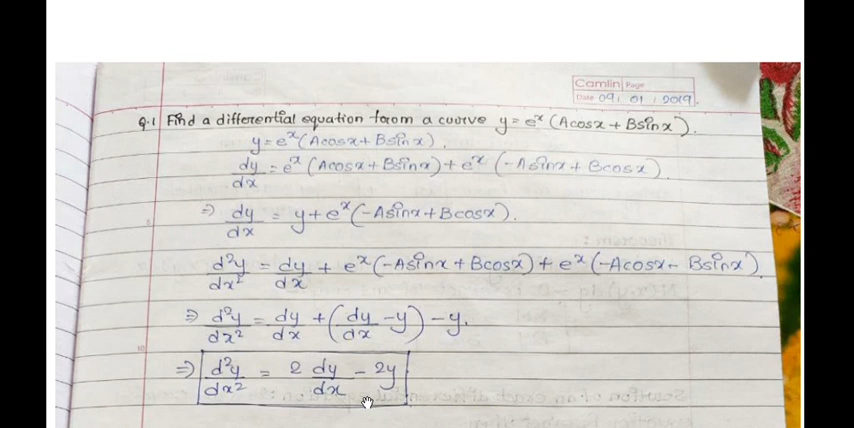 Camlin Page
Date 09 / 01 / 2019.
Q.1 Find a differential equation from a curve y = e^x (Acosx + Bsinx).
y = e^x (Acosx + Bsinx).
dy/dx = e^x (Acosx + Bsinx) + e^x (-Asinx + Bcosx).
⇒ dy/dx = y + e^x (-Asinx + Bcosx).
d²y/dx² = dy/dx + e^x (-Asinx + Bcosx) + e^x (-Acosx - Bsinx)
⇒ d²y/dx² = dy/dx + (dy/dx - y) - y.
⇒ d²y/dx² = 2 dy/dx - 2y